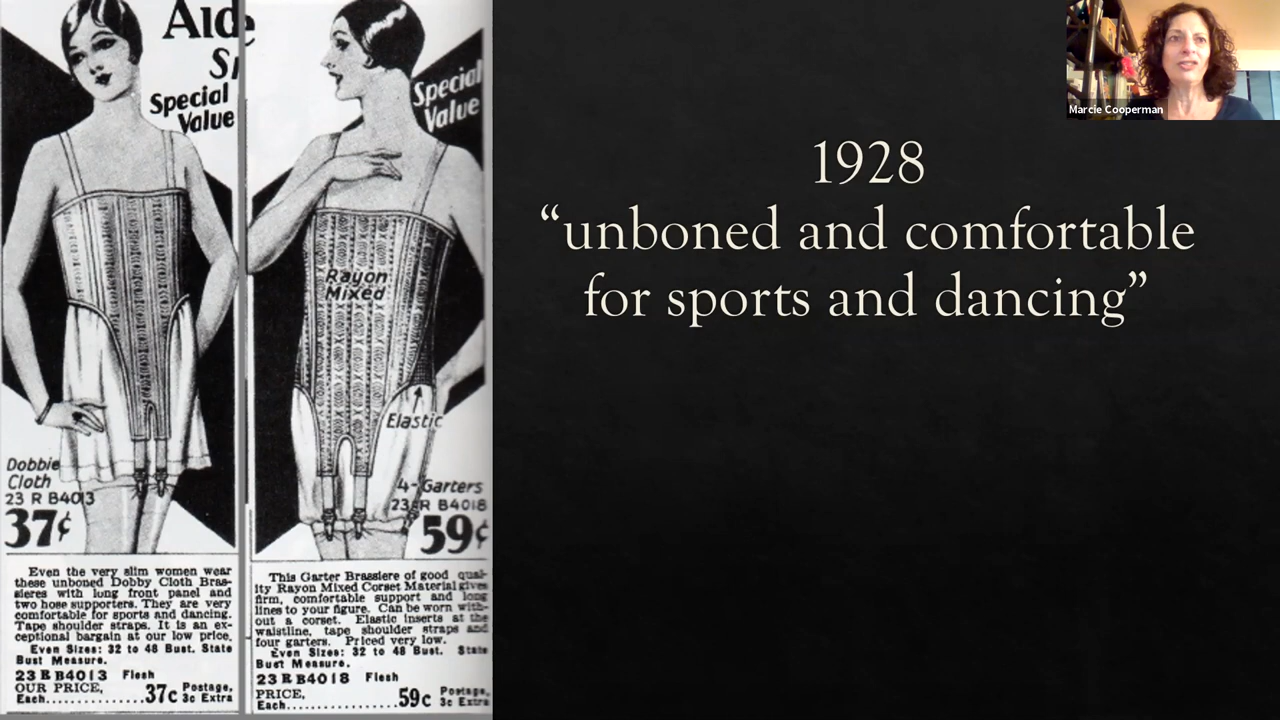 Aide
Special
Value
Dobbie
Cloth
23 R B4013
37¢
Even the very slim women wear
these unboned Dobby Cloth Bras-
sieres with long front panel and
two hose supporters. They are very
comfortable for sports and dancing.
Tape shoulder straps. It is an ex-
ceptional bargain at our low price.
Even Sizes: 32 to 48 Bust. State
Bust Measure.
23 R B4013 Flesh
OUR PRICE,
Each.............. 37c Postage,
3c Extra
Special
Value
Rayon
Mixed
Elastic
4-Garters
23 R B4018
59¢
This Garter Brassiere of good qual-
ity Rayon Mixed Corset Material gives
firm, comfortable support and long
lines to your figure. Can be worn with-
out a corset. Elastic inserts at the
waistline, tape shoulder straps and
four garters. Priced very low.
Even Sizes: 32 to 48 Bust. State
Bust Measure.
23 R B4018 Flesh
PRICE,
Each.............. 59c Postage,
3c Extra
1928
“unboned and comfortable
for sports and dancing”
Marcie Cooperman